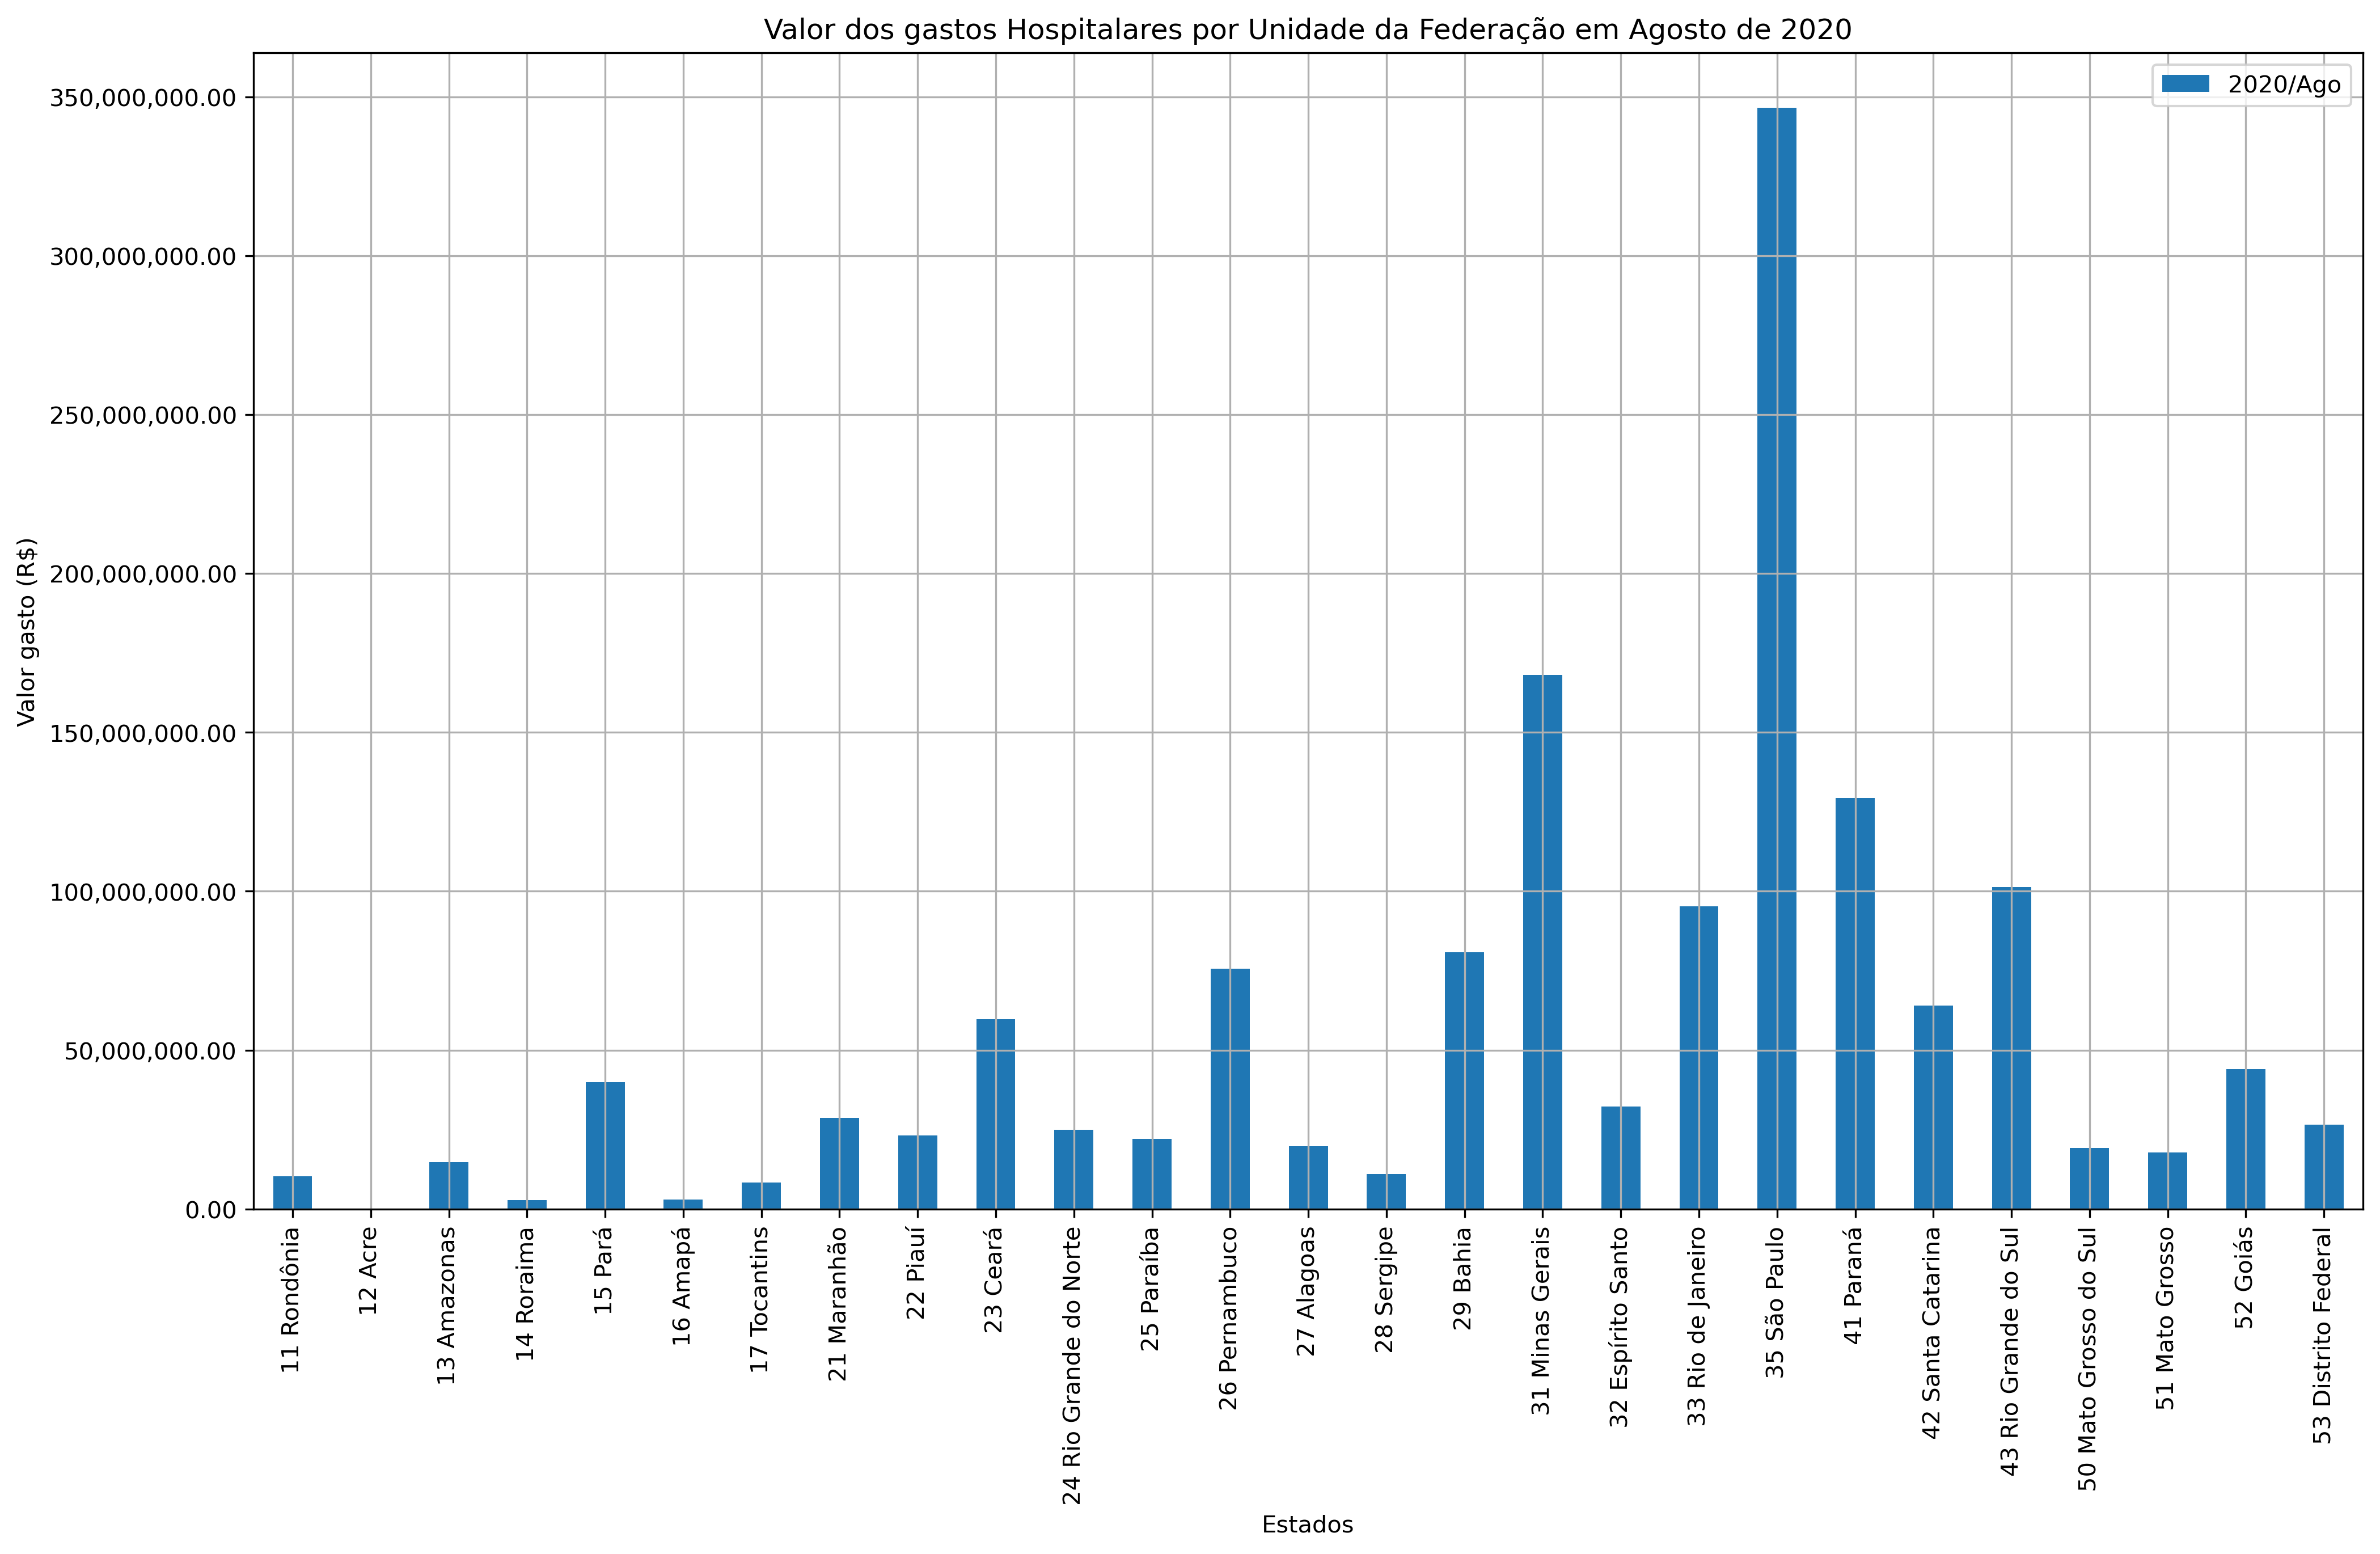 Valor dos gastos Hospitalares por Unidade da Federação em Agosto de 2020
2020/Ago
Valor gasto (R$)
350,000,000.00
300,000,000.00
250,000,000.00
200,000,000.00
150,000,000.00
100,000,000.00
50,000,000.00
0.00
11 Rondônia
12 Acre
13 Amazonas
14 Roraima
15 Pará
16 Amapá
17 Tocantins
21 Maranhão
22 Piauí
23 Ceará
24 Rio Grande do Norte
25 Paraíba
26 Pernambuco
27 Alagoas
28 Sergipe
29 Bahia
31 Minas Gerais
32 Espírito Santo
33 Rio de Janeiro
35 São Paulo
41 Paraná
42 Santa Catarina
43 Rio Grande do Sul
50 Mato Grosso do Sul
51 Mato Grosso
52 Goiás
53 Distrito Federal
Estados